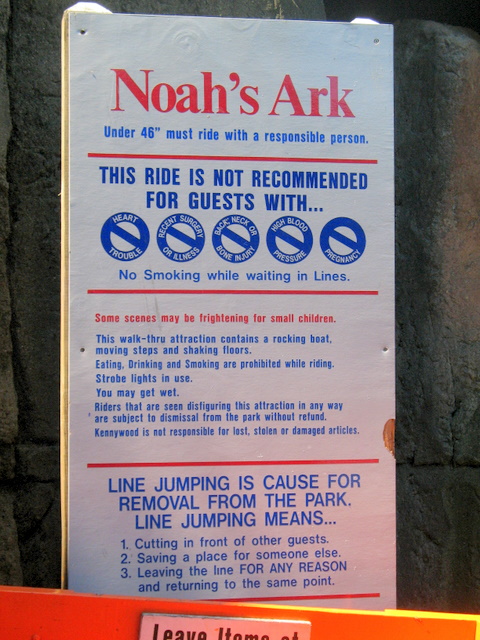 Noah's Ark
Under 46" must ride with a responsible person.
THIS RIDE IS NOT RECOMMENDED
FOR GUESTS WITH...
HEART TROUBLE
RECENT SURGERY OR ILLNESS
BACK, NECK OR BONE INJURY
HIGH BLOOD PRESSURE
PREGNANCY
No Smoking while waiting in Lines.
Some scenes may be frightening for small children.
This walk-thru attraction contains a rocking boat,
moving steps and shaking floors.
Eating, Drinking and Smoking are prohibited while riding.
Strobe lights in use.
You may get wet.
Riders that are seen disfiguring this attraction in any way
are subject to dismissal from the park without refund.
Kennywood is not responsible for lost, stolen or damaged articles.
LINE JUMPING IS CAUSE FOR
REMOVAL FROM THE PARK.
LINE JUMPING MEANS...
1. Cutting in front of other guests.
2. Saving a place for someone else.
3. Leaving the line FOR ANY REASON
and returning to the same point.
Leave Items at